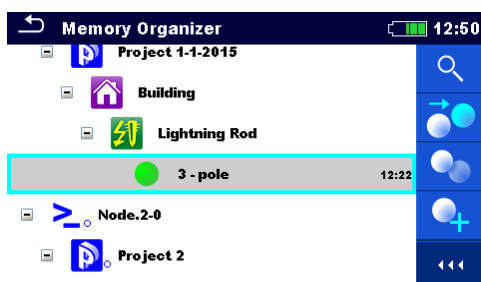 Memory Organizer 12:50
Project 1-1-2015
Building
Lightning Rod
3 - pole 12:22
Node.2-0
Project 2